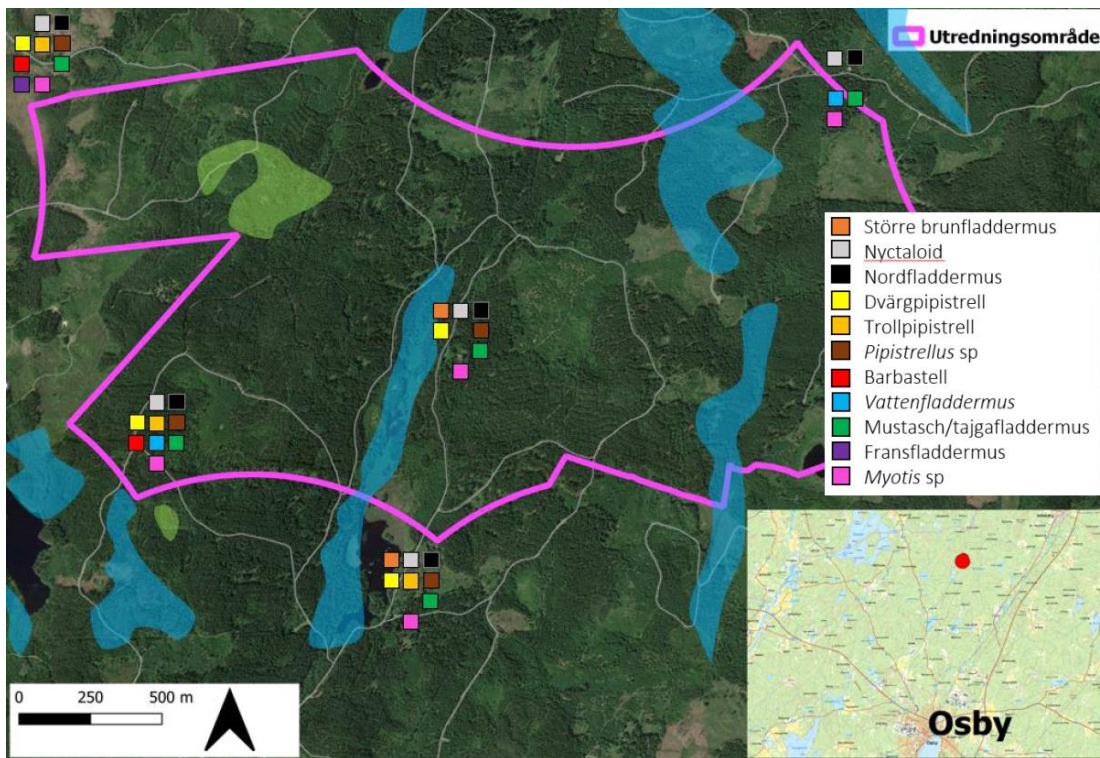 Utredningsområde
Större brunfladdermus
Nyctaloid
Nordfladdermus
Dvärgpipistrell
Trollpipistrell
Pipistrellus sp
Barbastell
Vattenfladdermus
Mustasch/tajgafladdermus
Fransfladdermus
Myotis sp
0 250 500 m
Osby